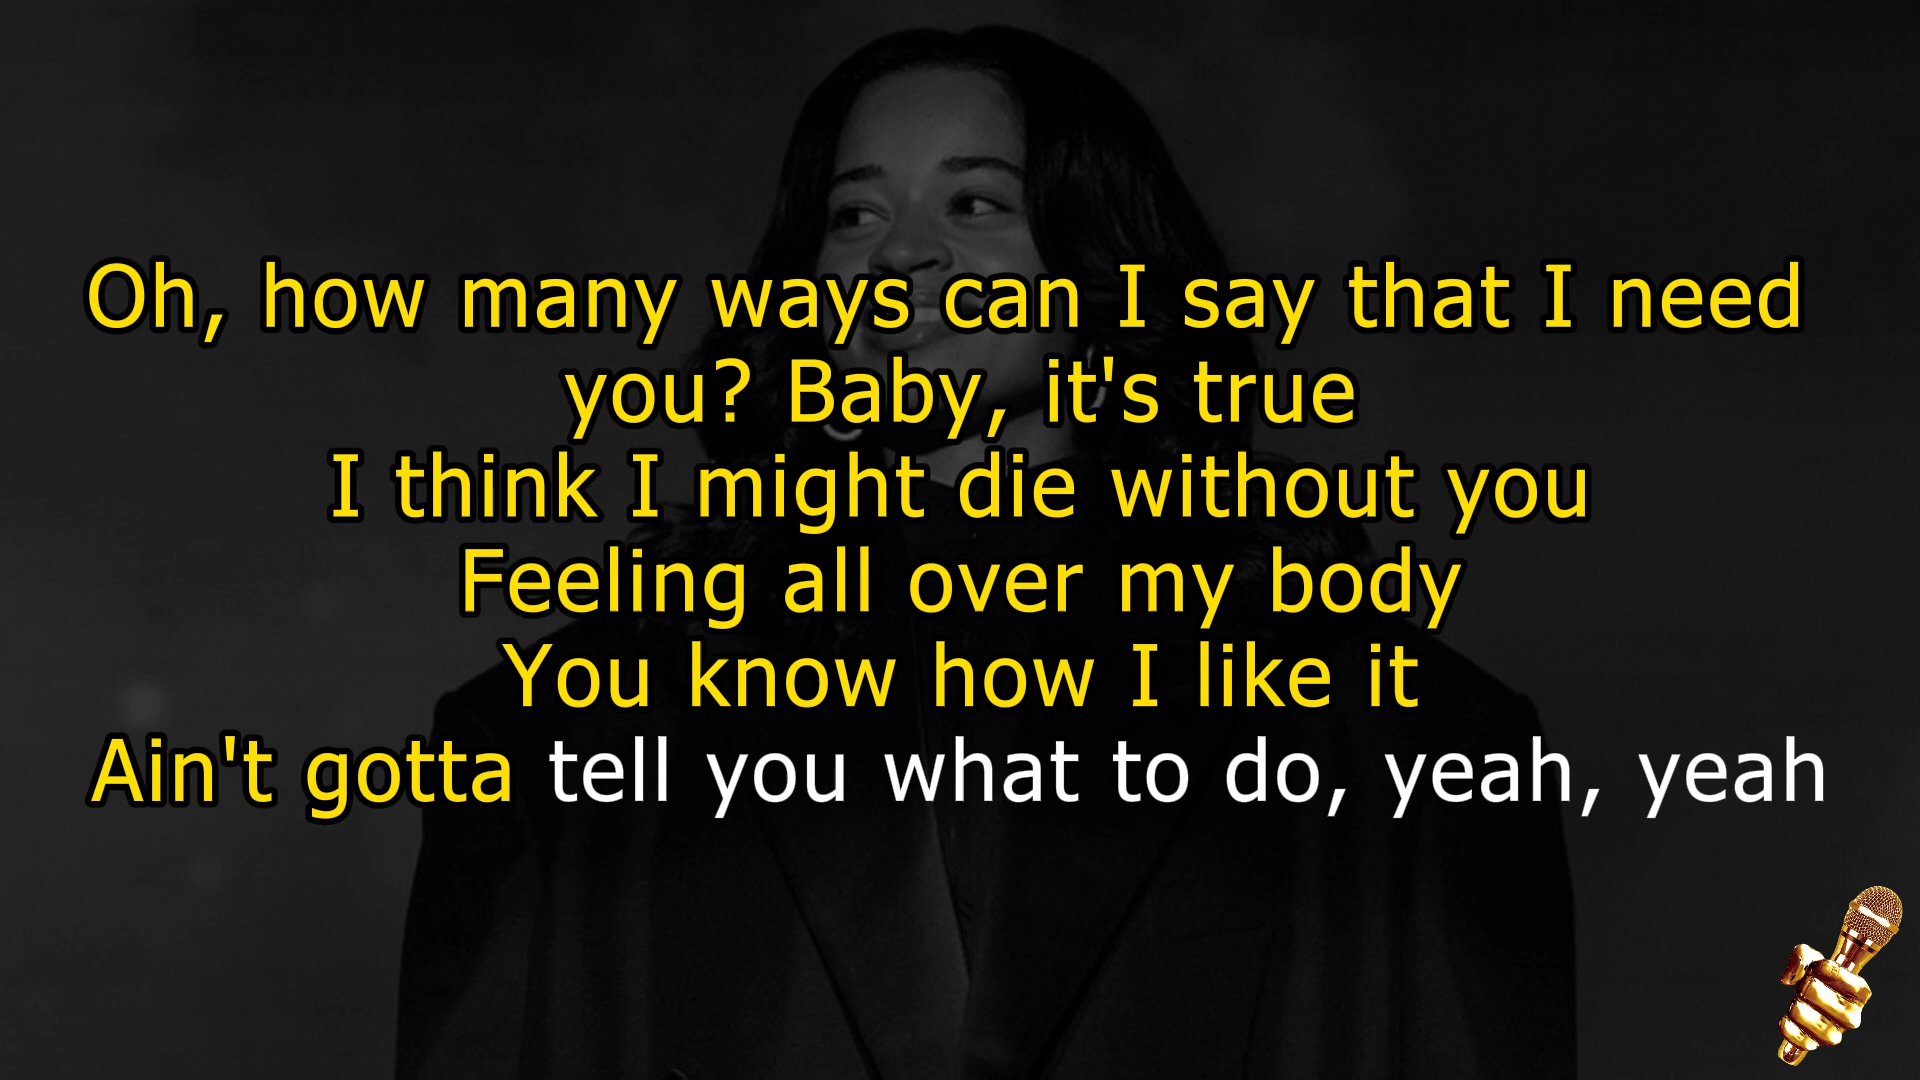 Oh, how many ways can I say that I need
you? Baby, it's true
I think I might die without you
Feeling all over my body
You know how I like it
Ain't gotta tell you what to do, yeah, yeah